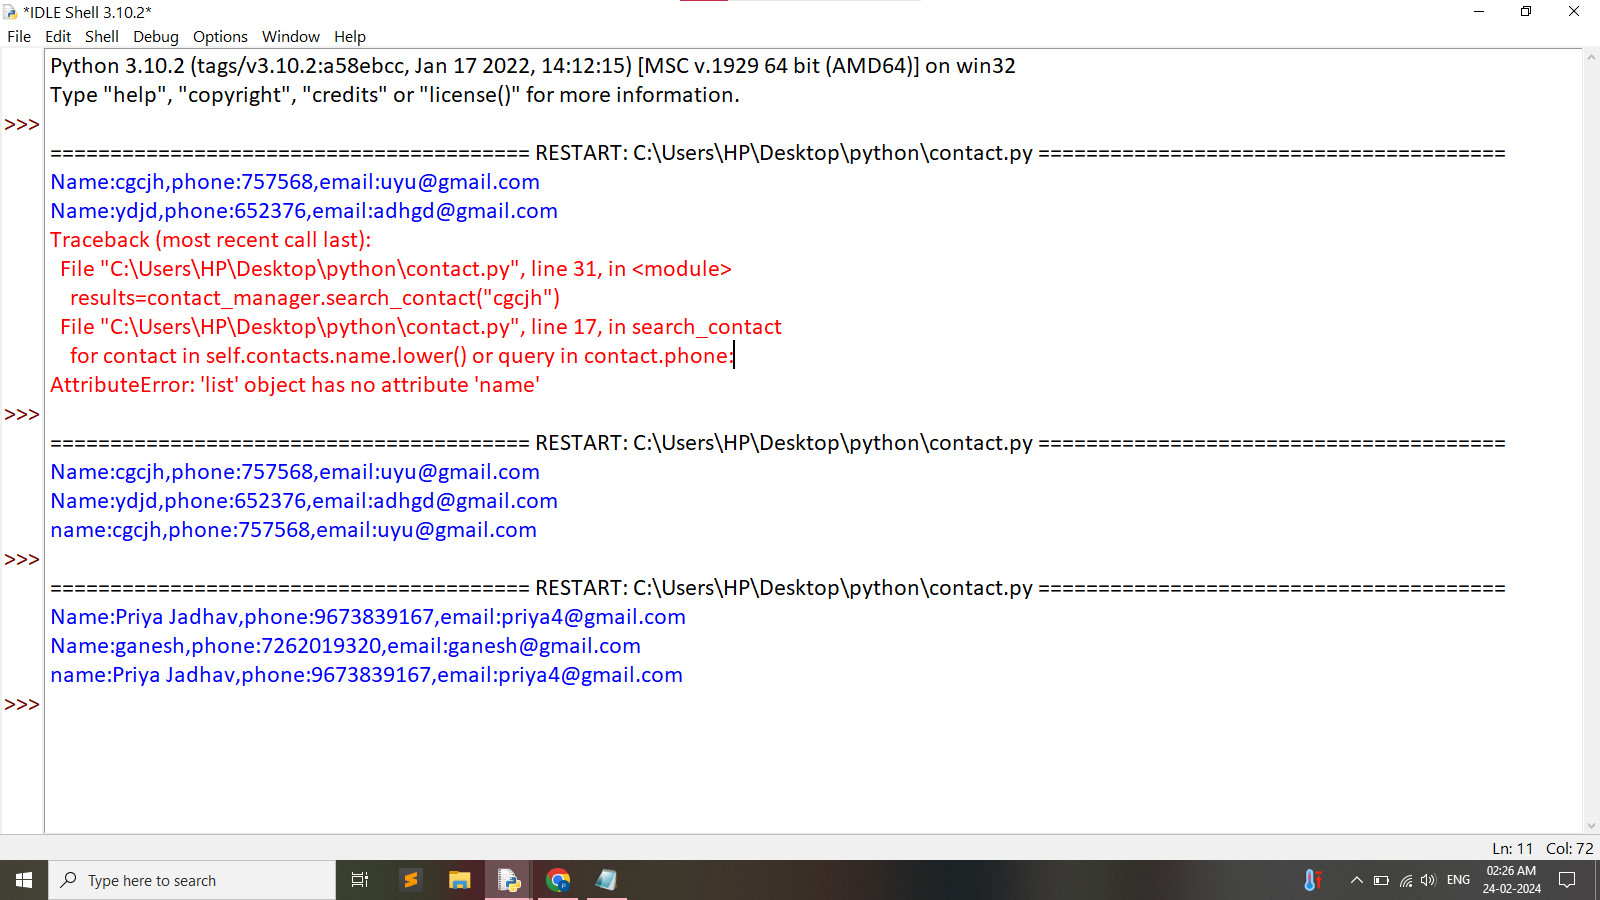 *IDLE Shell 3.10.2*
File Edit Shell Debug Options Window Help
Python 3.10.2 (tags/v3.10.2:a58ebcc, Jan 17 2022, 14:12:15) [MSC v.1929 64 bit (AMD64)] on win32
Type "help", "copyright", "credits" or "license()" for more information.
>>>
======================================== RESTART: C:\Users\HP\Desktop\python\contact.py =======================================
Name:cgcjh,phone:757568,email:uyu@gmail.com
Name:ydjd,phone:652376,email:adhgd@gmail.com
Traceback (most recent call last):
File "C:\Users\HP\Desktop\python\contact.py", line 31, in <module>
results=contact_manager.search_contact("cgcjh")
File "C:\Users\HP\Desktop\python\contact.py", line 17, in search_contact
for contact in self.contacts.name.lower() or query in contact.phone:
AttributeError: 'list' object has no attribute 'name'
>>>
======================================== RESTART: C:\Users\HP\Desktop\python\contact.py =======================================
Name:cgcjh,phone:757568,email:uyu@gmail.com
Name:ydjd,phone:652376,email:adhgd@gmail.com
name:cgcjh,phone:757568,email:uyu@gmail.com
>>>
======================================== RESTART: C:\Users\HP\Desktop\python\contact.py =======================================
Name:Priya Jadhav,phone:9673839167,email:priya4@gmail.com
Name:ganesh,phone:7262019320,email:ganesh@gmail.com
name:Priya Jadhav,phone:9673839167,email:priya4@gmail.com
>>>
Ln: 11 Col: 72
Type here to search
ENG
02:26 AM
24-02-2024